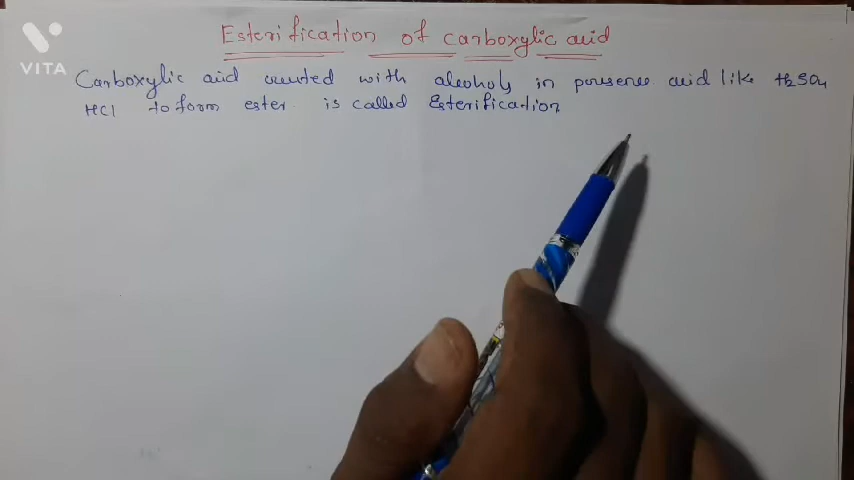 VITA
Esterification of carboxylic acid
Carboxylic acid reacted with alcohols in presence acid like H2SO4
HCl to form ester is called Esterification